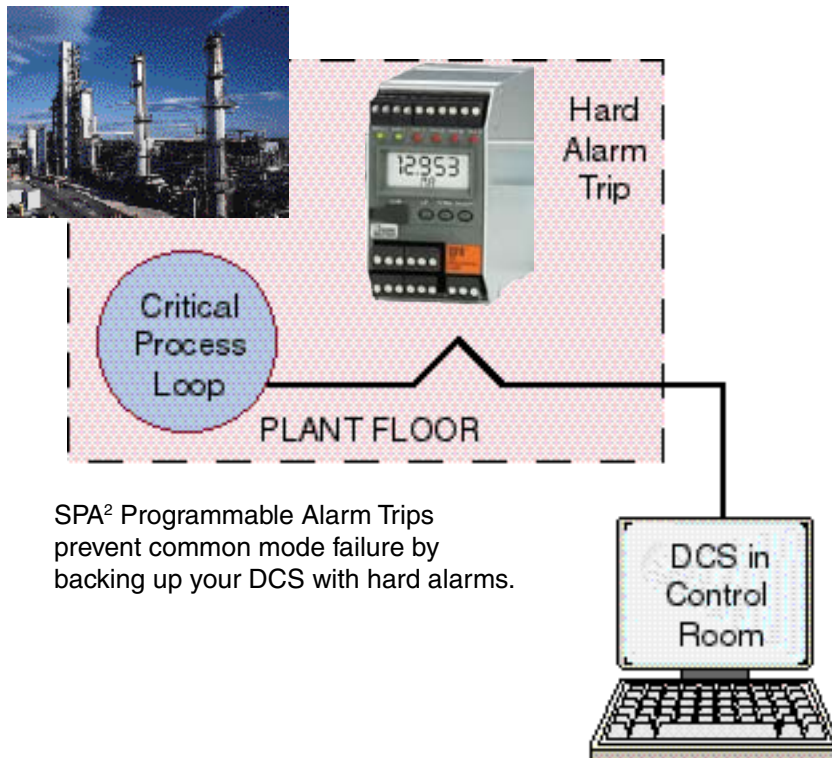 Hard
Alarm
Trip
12.953
MA
Critical
Process
Loop
PLANT FLOOR
SPA² Programmable Alarm Trips
prevent common mode failure by
backing up your DCS with hard alarms.
DCS in
Control
Room